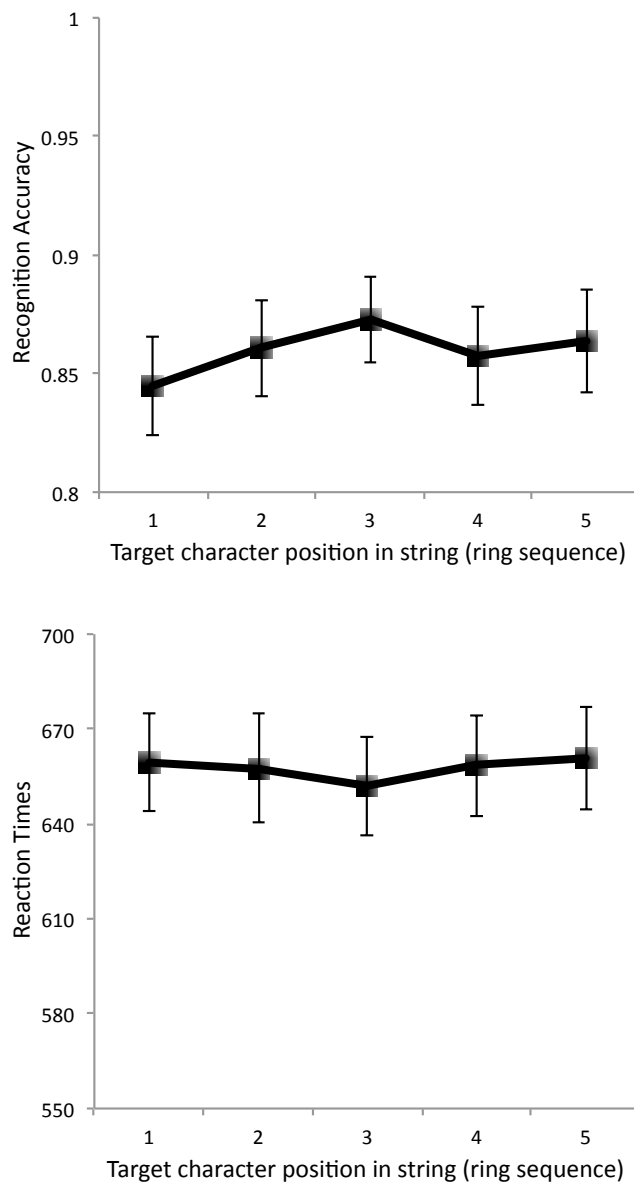 1
0.95
0.9
0.85
0.8
Recognition Accuracy
1 2 3 4 5
Target character position in string (ring sequence)
700
670
640
610
580
550
Reaction Times
1 2 3 4 5
Target character position in string (ring sequence)